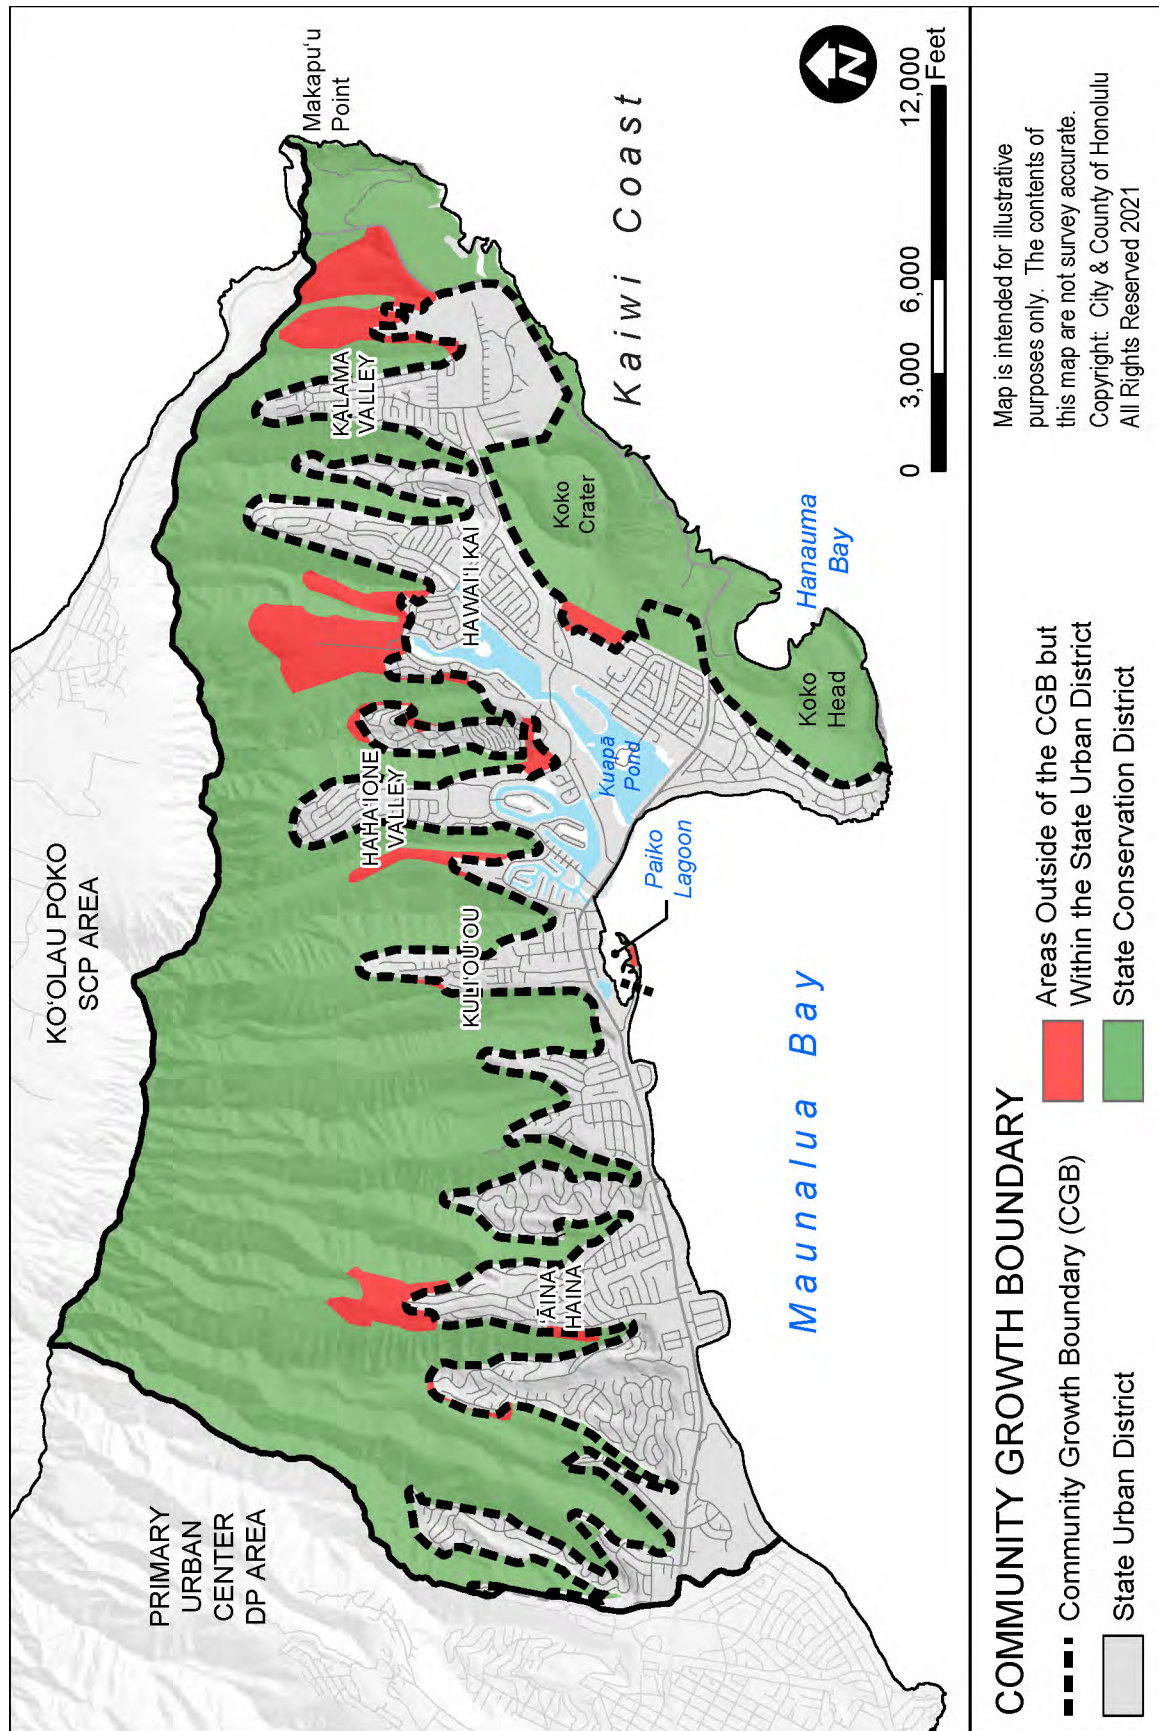 KO‘OLAU POKO
SCP AREA
PRIMARY
URBAN
CENTER
DP AREA
Makapu‘u
Point
KALAMA
VALLEY
HAWAI‘I KAI
HAHA‘IONE
VALLEY
KULI‘OU‘OU
‘ĀINA
HAINA
Koko
Crater
Koko
Head
Hanauma
Bay
Kuapā
Pond
Paiko
Lagoon
Maunalua Bay
Kaiwi Coast
N
0 3,000 6,000 12,000
Feet
COMMUNITY GROWTH BOUNDARY
Community Growth Boundary (CGB)
State Urban District
Areas Outside of the CGB but
Within the State Urban District
State Conservation District
Map is intended for illustrative
purposes only. The contents of
this map are not survey accurate.
Copyright: City & County of Honolulu
All Rights Reserved 2021